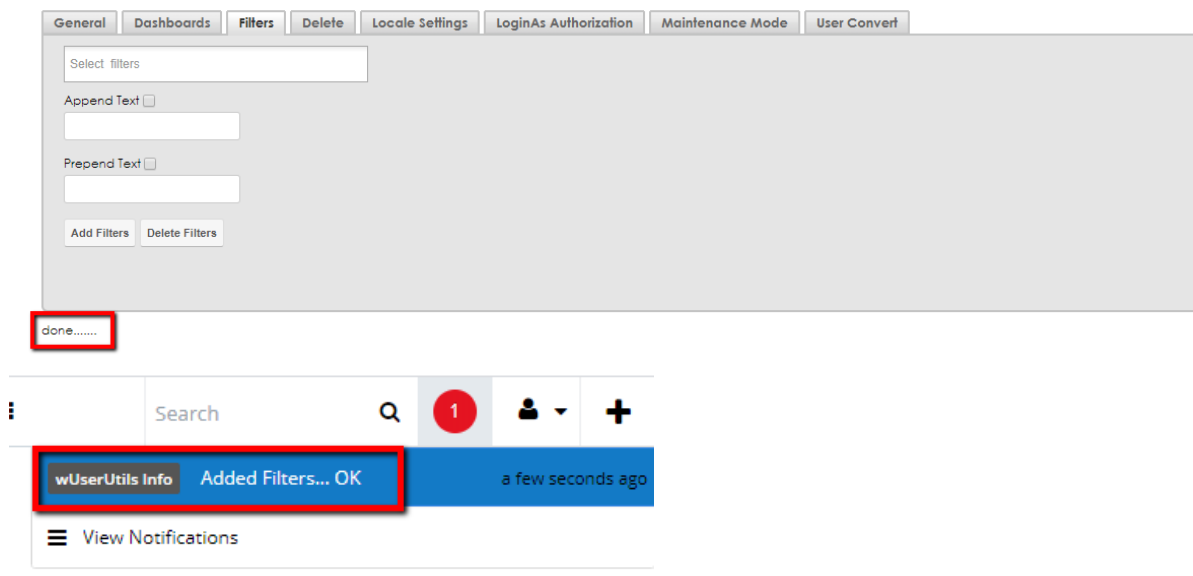 General Dashboards Filters Delete Locale Settings LoginAs Authorization Maintenance Mode User Convert
Select filters
Append Text
Prepend Text
Add Filters Delete Filters
done.......
Search 1
wUserUtils Info Added Filters... OK a few seconds ago
View Notifications